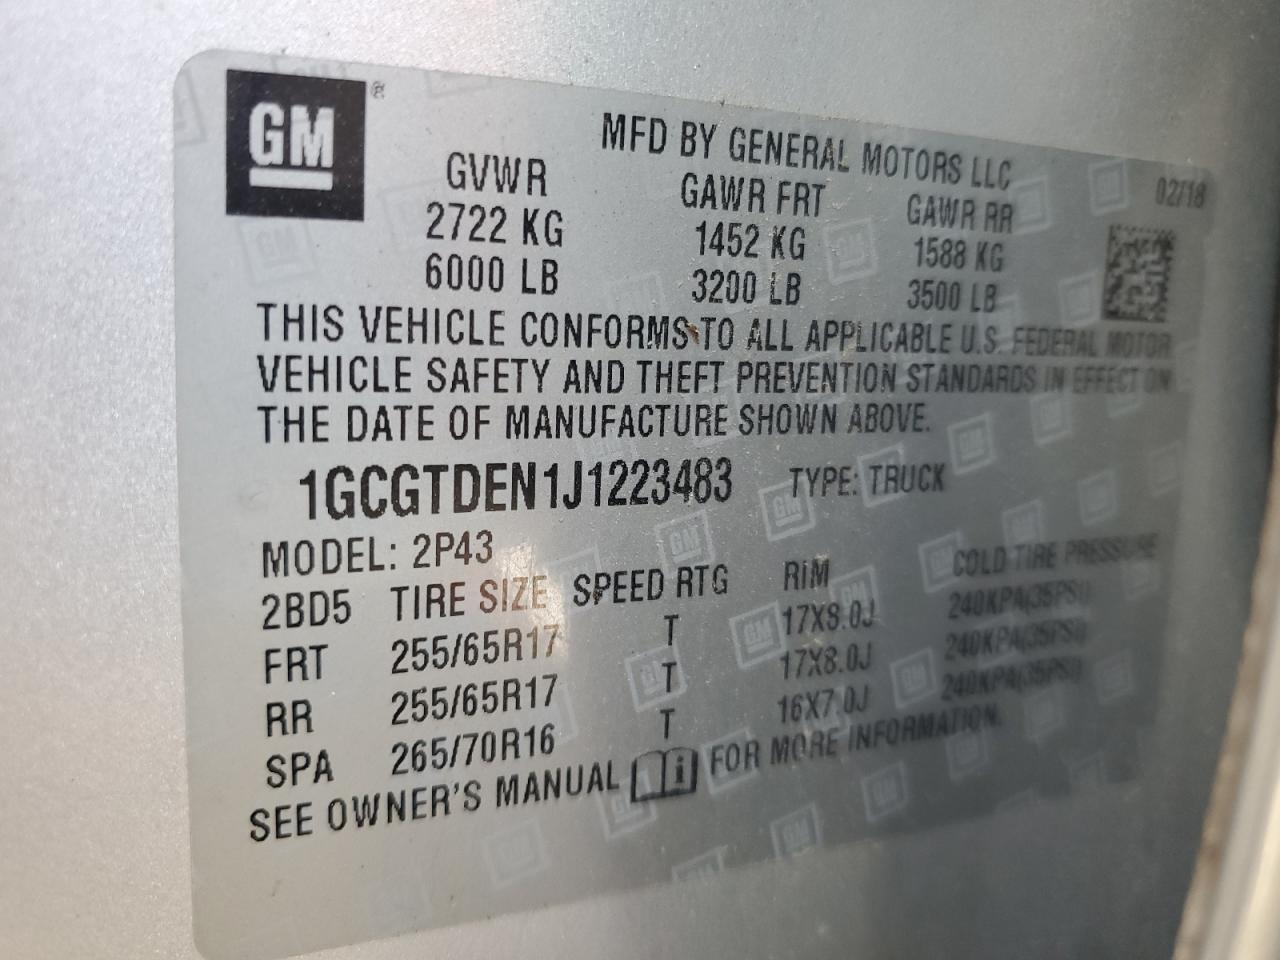 GM ®
MFD BY GENERAL MOTORS LLC
02/18
GVWR GAWR FRT GAWR RR
2722 KG 1452 KG 1588 KG
6000 LB 3200 LB 3500 LB
THIS VEHICLE CONFORMS TO ALL APPLICABLE U.S. FEDERAL MOTOR
VEHICLE SAFETY AND THEFT PREVENTION STANDARDS IN EFFECT ON
THE DATE OF MANUFACTURE SHOWN ABOVE.
1GCGTDEN1J1223483 TYPE: TRUCK
MODEL: 2P43
2BD5 TIRE SIZE SPEED RTG RIM COLD TIRE PRESSURE
FRT 255/65R17 T 17X8.0J 240KPA(35PSI)
RR 255/65R17 T 17X8.0J 240KPA(35PSI)
SPA 265/70R16 T 16X7.0J 240KPA(35PSI)
SEE OWNER'S MANUAL i FOR MORE INFORMATION.